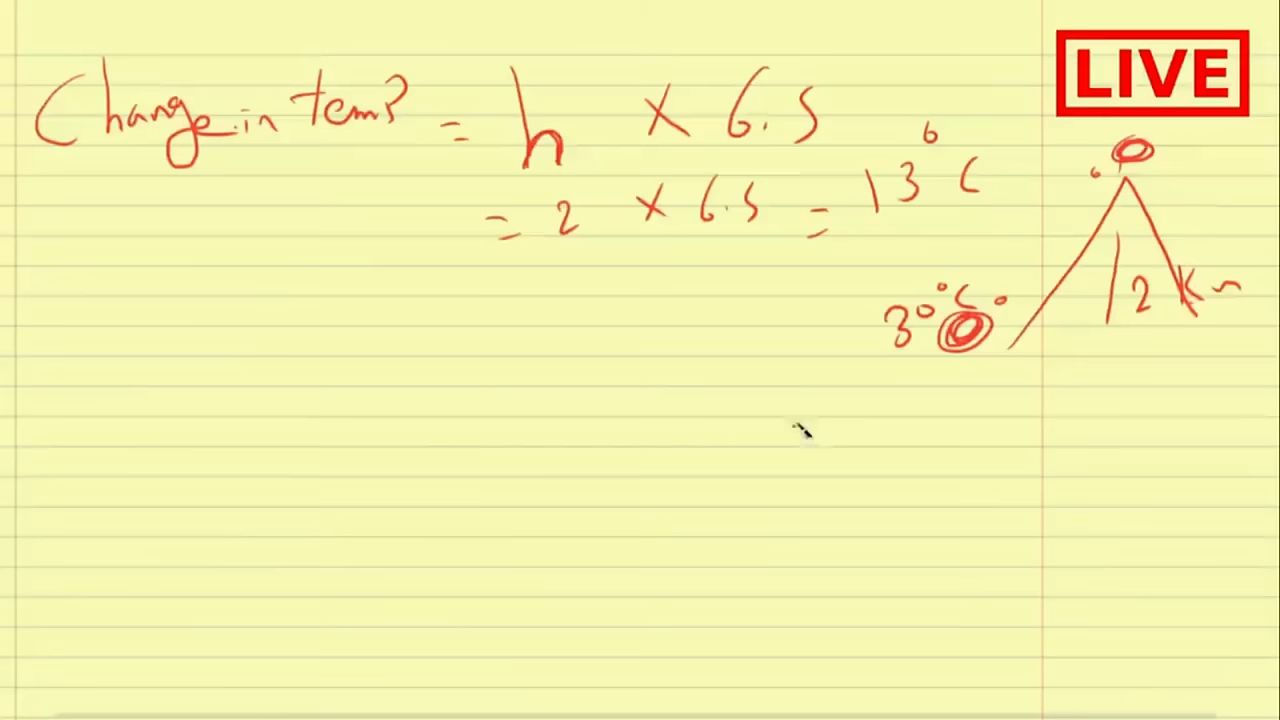 LIVE
Change in temp = h × 6.5
= 2 × 6.5 = 13°C
30°C
2 Km